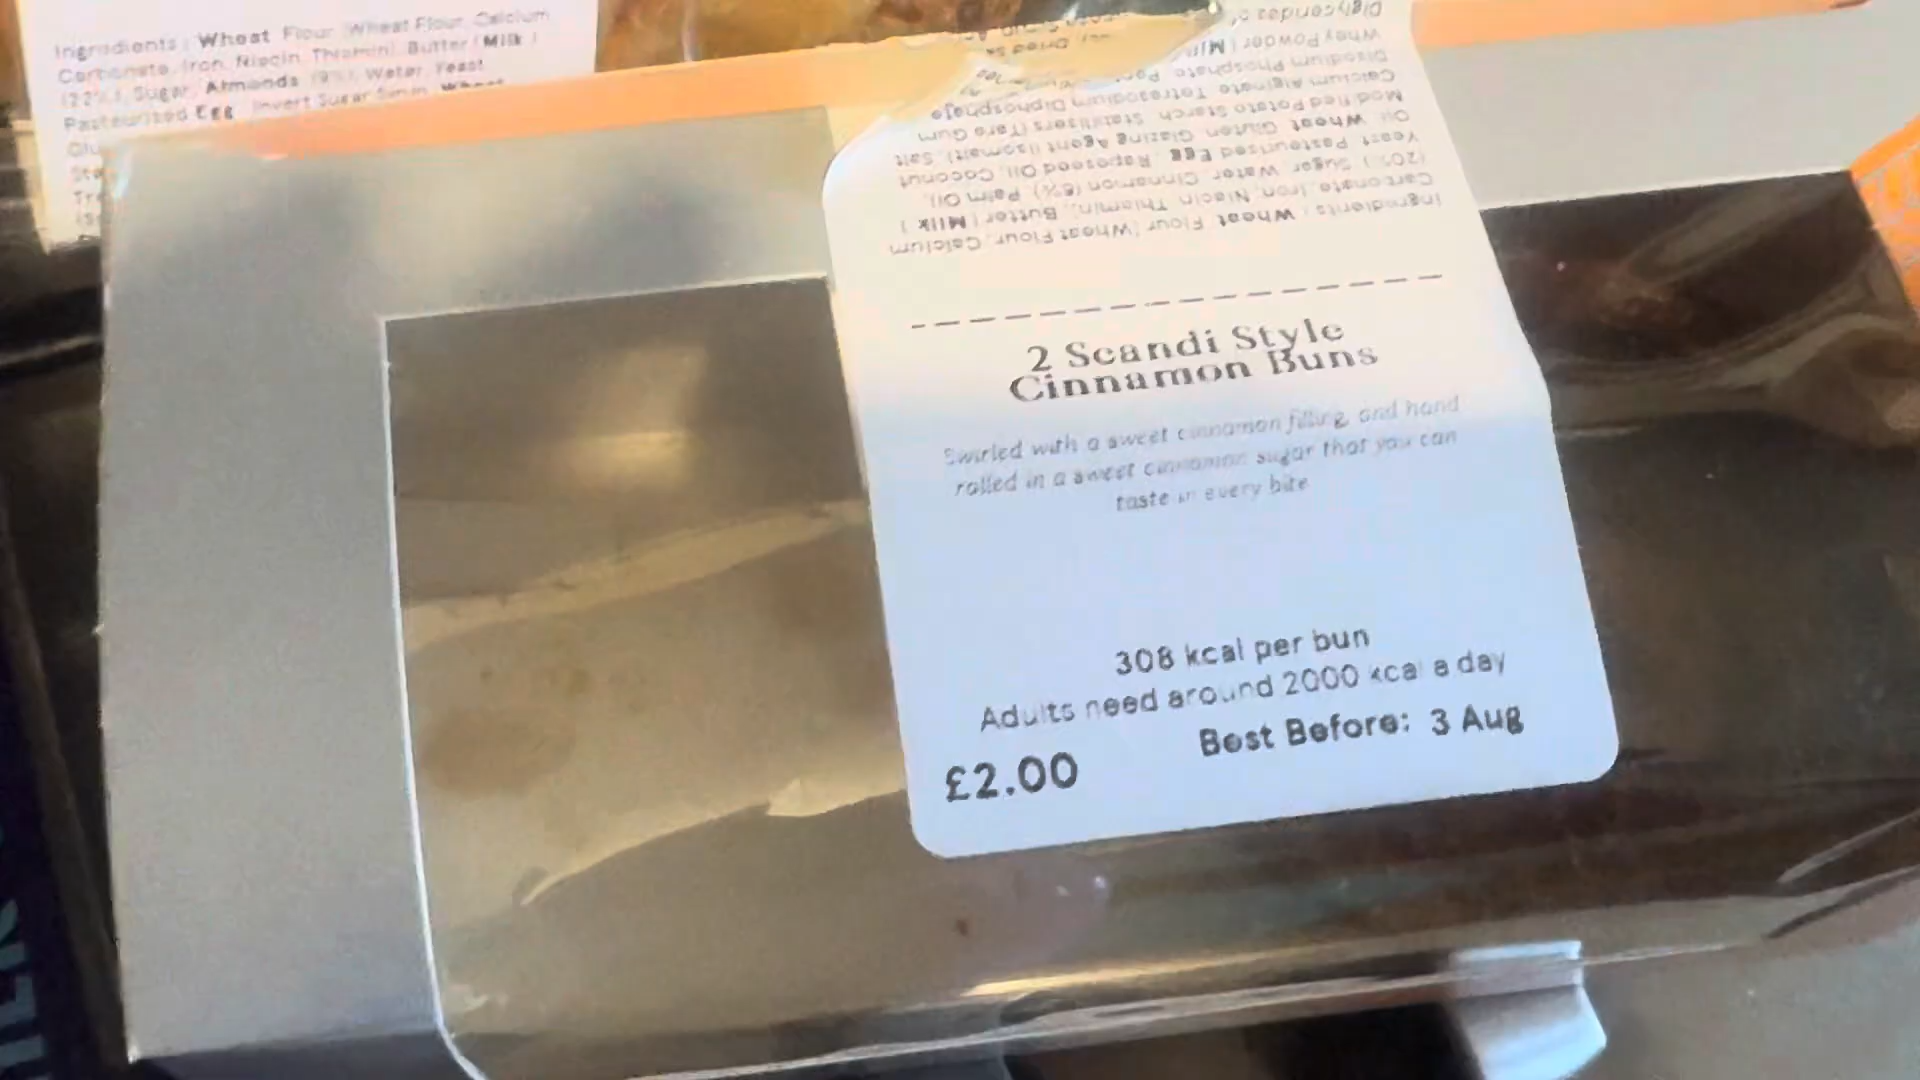 Ingredients: Wheat Flour (Wheat Flour, Calcium
Carbonate, Iron, Niacin, Thiamin), Butter (Milk)
(22%), Sugar, Almonds (9%), Water, Yeast
Pasteurised Egg, Invert Sugar Syrup, Wheat
Ingredients: Wheat Flour (Wheat Flour, Calcium
Carbonate, Iron, Niacin, Thiamin), Butter (Milk)
(20%), Sugar, Water, Cinnamon (6%), Palm Oil,
Yeast, Pasteurised Egg, Rapeseed Oil, Coconut
Oil, Wheat Gluten, Glazing Agent (Isomalt), Salt,
Modified Potato Starch, Stabilisers (Tara Gum
Calcium Alginate, Tetrasodium Diphosphate
Disodium Phosphate
Whey Powder (Milk)
Diglycerides of
2 Scandi Style
Cinnamon Buns
Swirled with a sweet cinnamon filling, and hand
rolled in a sweet cinnamon sugar that you can
taste in every bite
308 kcal per bun
Adults need around 2000 kcal a day
Best Before: 3 Aug
£2.00